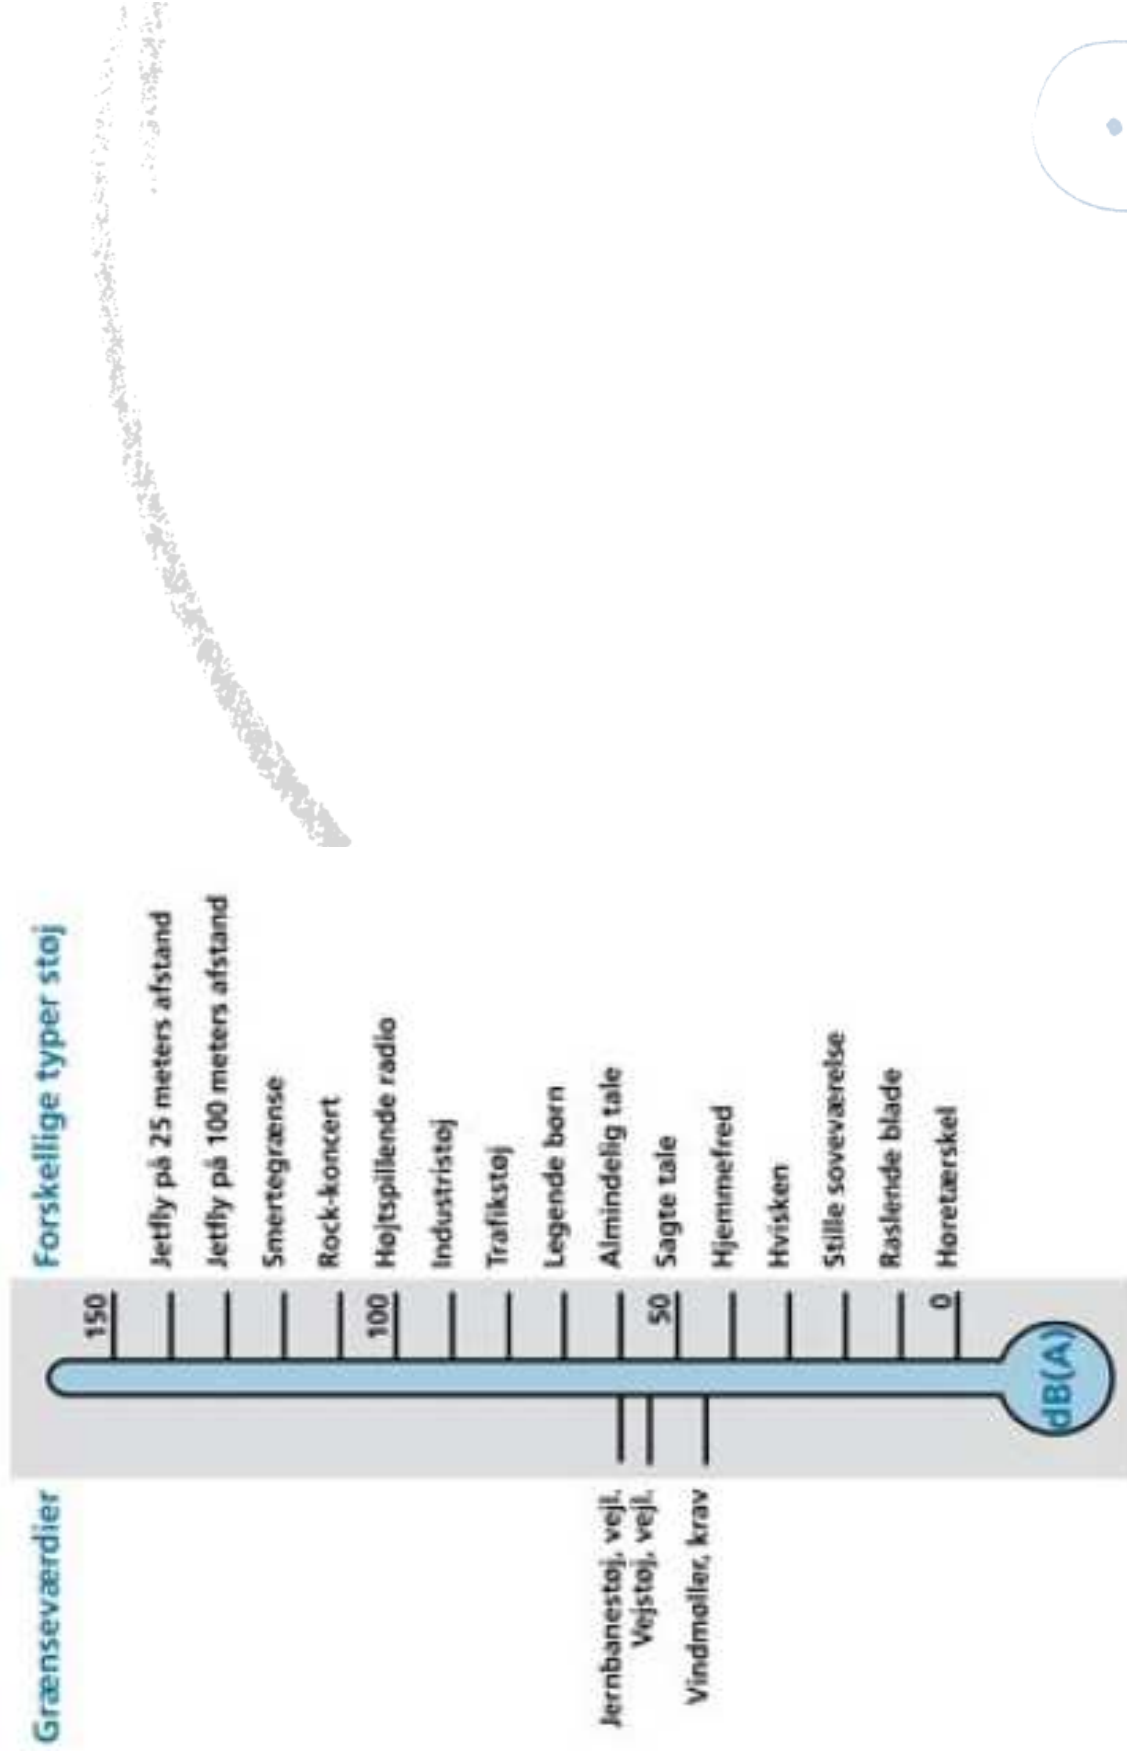 Grænseværdier
Forskellige typer støj
150
Jetfly på 25 meters afstand
Jetfly på 100 meters afstand
Smertegrænse
Rock-koncert
100
Højtspillende radio
Industristøj
Trafikstøj
Legende børn
Jernbanestøj, vejl.
Almindelig tale
Vejstøj, vejl.
50
Sagte tale
Vindmøller, krav
Hjemmefred
Hvisken
Stille soveværelse
Raslende blade
0
Høretærskel
dB(A)